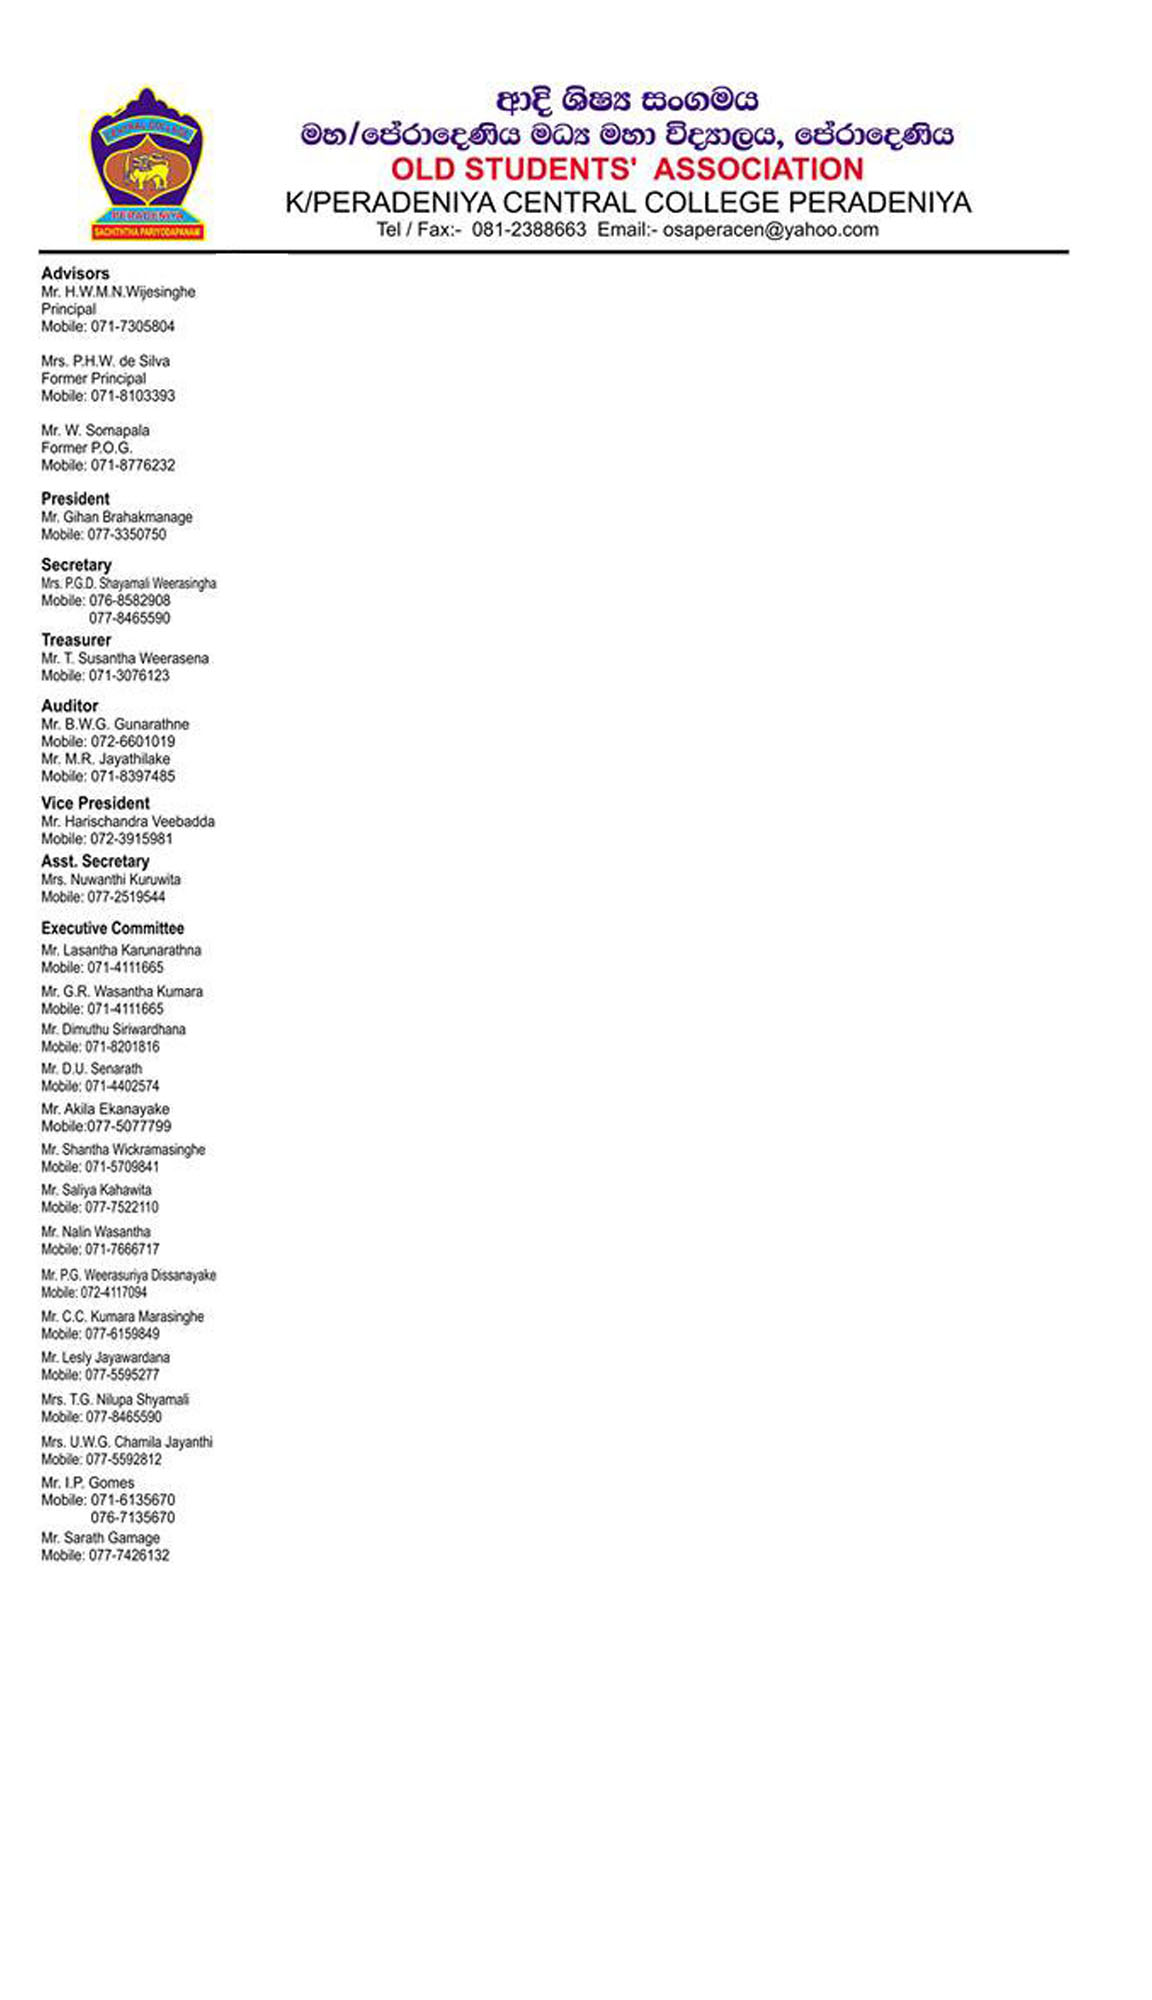 CENTRAL COLLEGE
PERADENIYA
SACHITHTHA PARIYODAPANAM
ආදි ශිෂ්‍ය සංගමය
මහ/පේරාදෙණිය මධ්‍ය මහා විද්‍යාලය, පේරාදෙණිය
OLD STUDENTS' ASSOCIATION
K/PERADENIYA CENTRAL COLLEGE PERADENIYA
Tel / Fax:- 081-2388663 Email:- osaperacen@yahoo.com
Advisors
Mr. H.W.M.N.Wijesinghe
Principal
Mobile: 071-7305804
Mrs. P.H.W. de Silva
Former Principal
Mobile: 071-8103393
Mr. W. Somapala
Former P.O.G.
Mobile: 071-8776232
President
Mr. Gihan Brahakmanage
Mobile: 077-3350750
Secretary
Mrs. P.G.D. Shayamali Weerasingha
Mobile: 076-8582908
077-8465590
Treasurer
Mr. T. Susantha Weerasena
Mobile: 071-3076123
Auditor
Mr. B.W.G. Gunarathne
Mobile: 072-6601019
Mr. M.R. Jayathilake
Mobile: 071-8397485
Vice President
Mr. Harischandra Veebadda
Mobile: 072-3915981
Asst. Secretary
Mrs. Nuwanthi Kuruwita
Mobile: 077-2519544
Executive Committee
Mr. Lasantha Karunarathna
Mobile: 071-4111665
Mr. G.R. Wasantha Kumara
Mobile: 071-4111665
Mr. Dimuthu Siriwardhana
Mobile: 071-8201816
Mr. D.U. Senarath
Mobile: 071-4402574
Mr. Akila Ekanayake
Mobile:077-5077799
Mr. Shantha Wickramasinghe
Mobile: 071-5709841
Mr. Saliya Kahawita
Mobile: 077-7522110
Mr. Nalin Wasantha
Mobile: 071-7666717
Mr. P.G. Weerasuriya Dissanayake
Mobile: 072-4117094
Mr. C.C. Kumara Marasinghe
Mobile: 077-6159849
Mr. Lesly Jayawardana
Mobile: 077-5595277
Mrs. T.G. Nilupa Shyamali
Mobile: 077-8465590
Mrs. U.W.G. Chamila Jayanthi
Mobile: 077-5592812
Mr. I.P. Gomes
Mobile: 071-6135670
076-7135670
Mr. Sarath Gamage
Mobile: 077-7426132